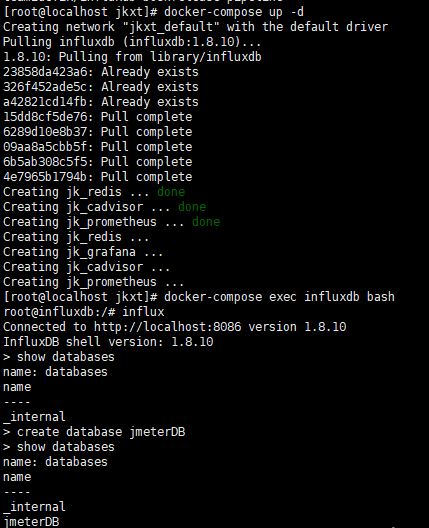 [root@localhost jkxt]# docker-compose up -d
Creating network "jkxt_default" with the default driver
Pulling influxdb (influxdb:1.8.10)...
1.8.10: Pulling from library/influxdb
23858da423a6: Already exists
326f452ade5c: Already exists
a42821cd14fb: Already exists
15dd8cf5de76: Pull complete
6289d10e8b37: Pull complete
09aa8a5cbb5f: Pull complete
6b5ab308c5f5: Pull complete
4e7965b1794b: Pull complete
Creating jk_redis ... done
Creating jk_cadvisor ... done
Creating jk_prometheus ... done
Creating jk_redis ...
Creating jk_grafana ...
Creating jk_cadvisor ...
Creating jk_prometheus ...
[root@localhost jkxt]# docker-compose exec influxdb bash
root@influxdb:/# influx
Connected to http://localhost:8086 version 1.8.10
InfluxDB shell version: 1.8.10
> show databases
name: databases
name
----
_internal
> create database jmeterDB
> show databases
name: databases
name
----
_internal
jmeterDB